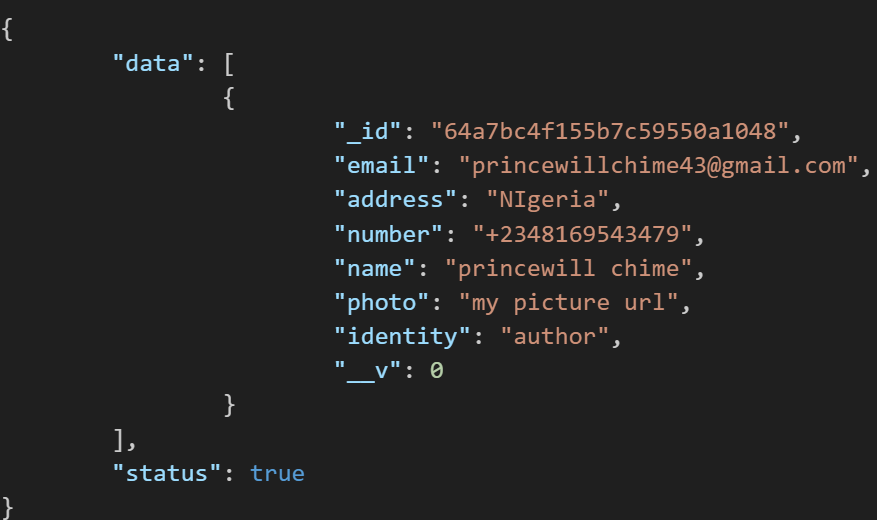 {
"data": [
{
"_id": "64a7bc4f155b7c59550a1048",
"email": "princewillchime43@gmail.com",
"address": "NIgeria",
"number": "+2348169543479",
"name": "princewill chime",
"photo": "my picture url",
"identity": "author",
"__v": 0
}
],
"status": true
}